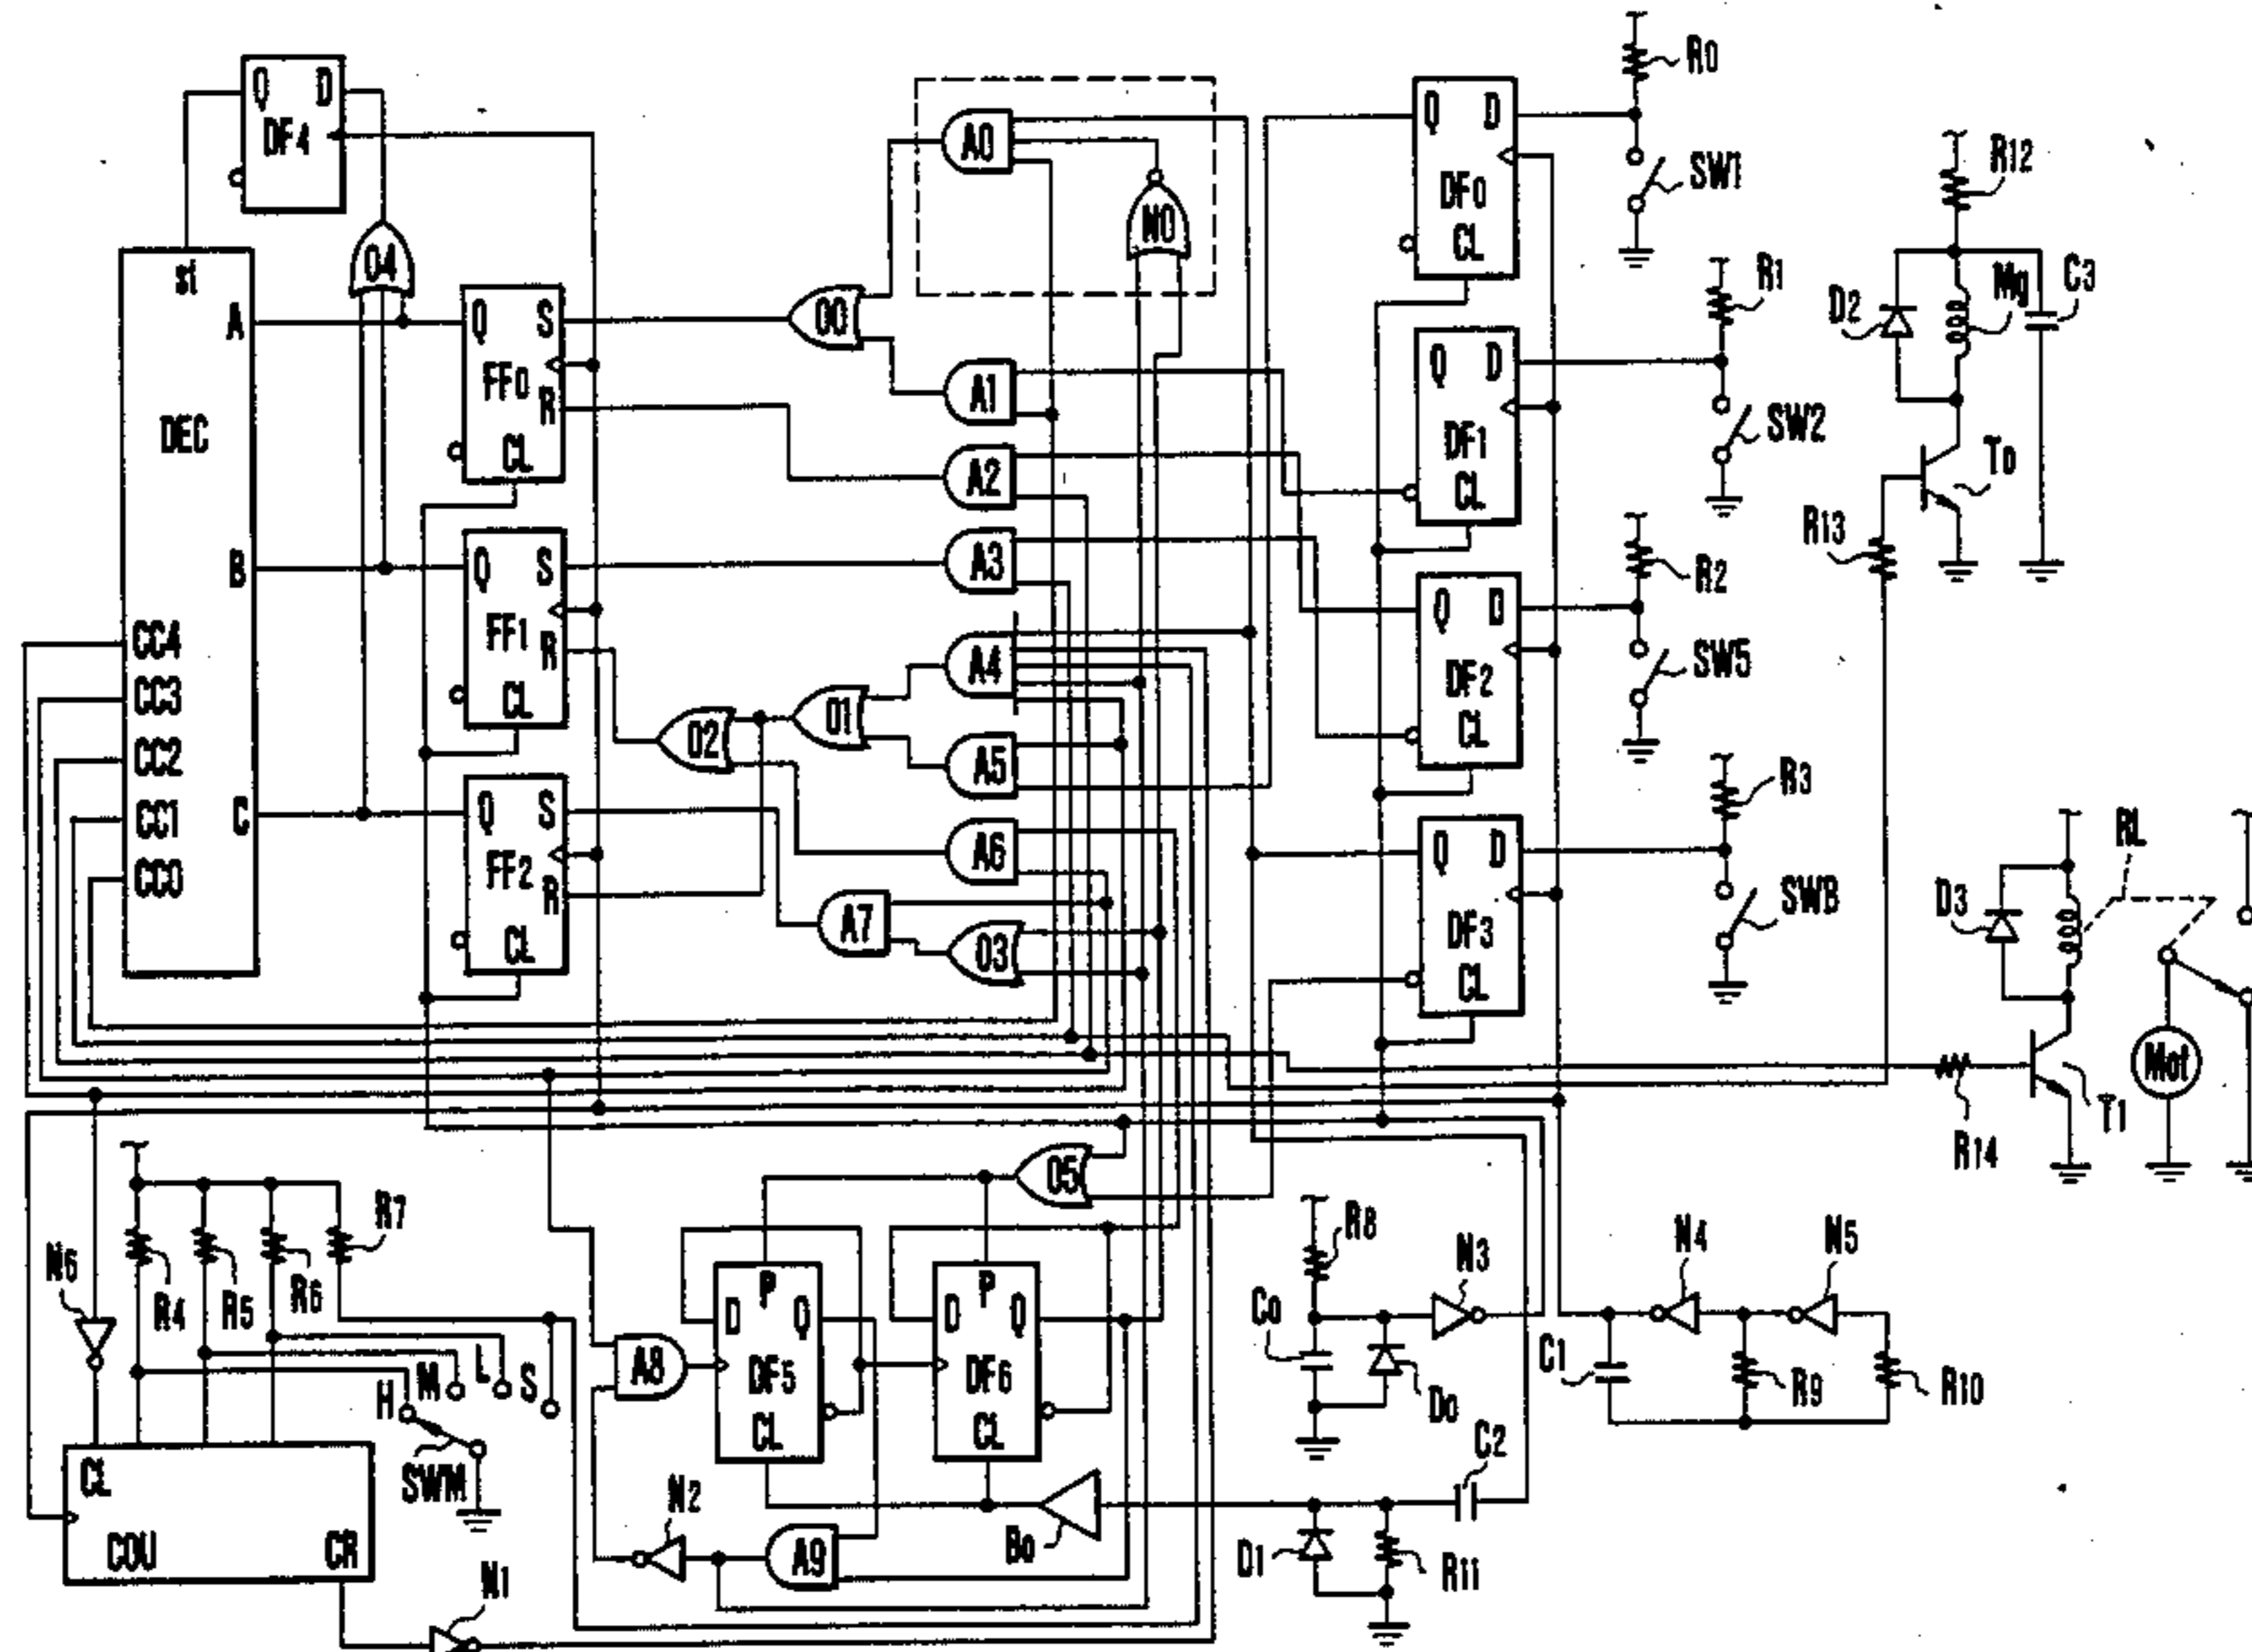 Q D
DF4
R0
A0
Q D
DF0
CL
SW1
R12
N0
si
O4
A
Q S
FF0
R
CL
O0
A1
Q D
DF1
CL
R1
SW2
D2
Mg
C3
T0
R13
DEC
A2
B
Q S
FF1
R
CL
A3
Q D
DF2
CL
R2
SW5
CC4
CC3
CC2
CC1
CC0
A4
O1
O2
A5
C
Q S
FF2
R
CL
A6
A7
O3
Q D
DF3
CL
R3
SWB
RL
D3
Mot
T1
R14
O5
N6
R4
R5
R6
R7
H
M
L
S
SWM
CL
COU
CR
N1
A8
P
D Q
DF5
CL
P
D Q
DF6
CL
N2
A9
B0
R8
C0
D0
N3
D1
R11
C2
C1
N4
N5
R9
R10